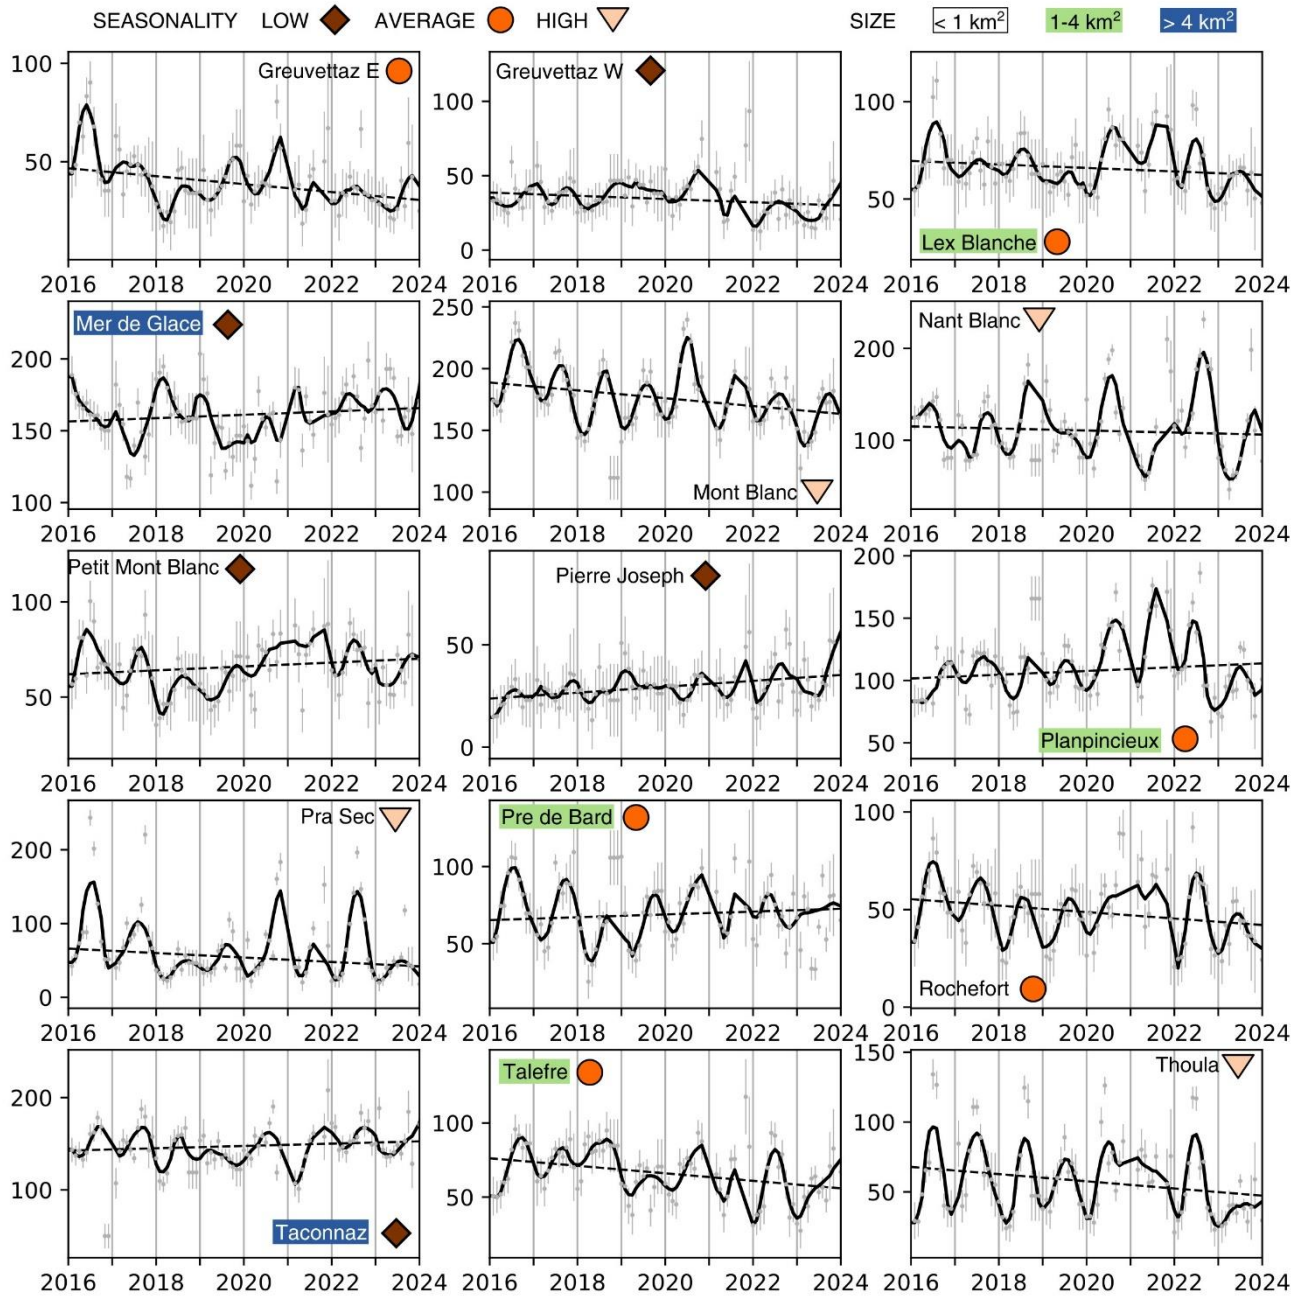 SEASONALITY LOW AVERAGE HIGH SIZE < 1 km² 1-4 km² > 4 km²
Greuvettaz E
100
50
2016 2018 2020 2022 2024
Greuvettaz W
100
50
0
2016 2018 2020 2022 2024
Lex Blanche
100
50
2016 2018 2020 2022 2024
Mer de Glace
200
150
100
2016 2018 2020 2022 2024
Mont Blanc
250
200
150
100
2016 2018 2020 2022 2024
Nant Blanc
200
100
2016 2018 2020 2022 2024
Petit Mont Blanc
100
50
2016 2018 2020 2022 2024
Pierre Joseph
50
0
2016 2018 2020 2022 2024
Planpincieux
200
150
100
50
2016 2018 2020 2022 2024
Pra Sec
200
100
0
2016 2018 2020 2022 2024
Pre de Bard
100
50
2016 2018 2020 2022 2024
Rochefort
100
50
0
2016 2018 2020 2022 2024
Taconnaz
200
100
2016 2018 2020 2022 2024
Talefre
100
50
2016 2018 2020 2022 2024
Thoula
150
100
50
2016 2018 2020 2022 2024